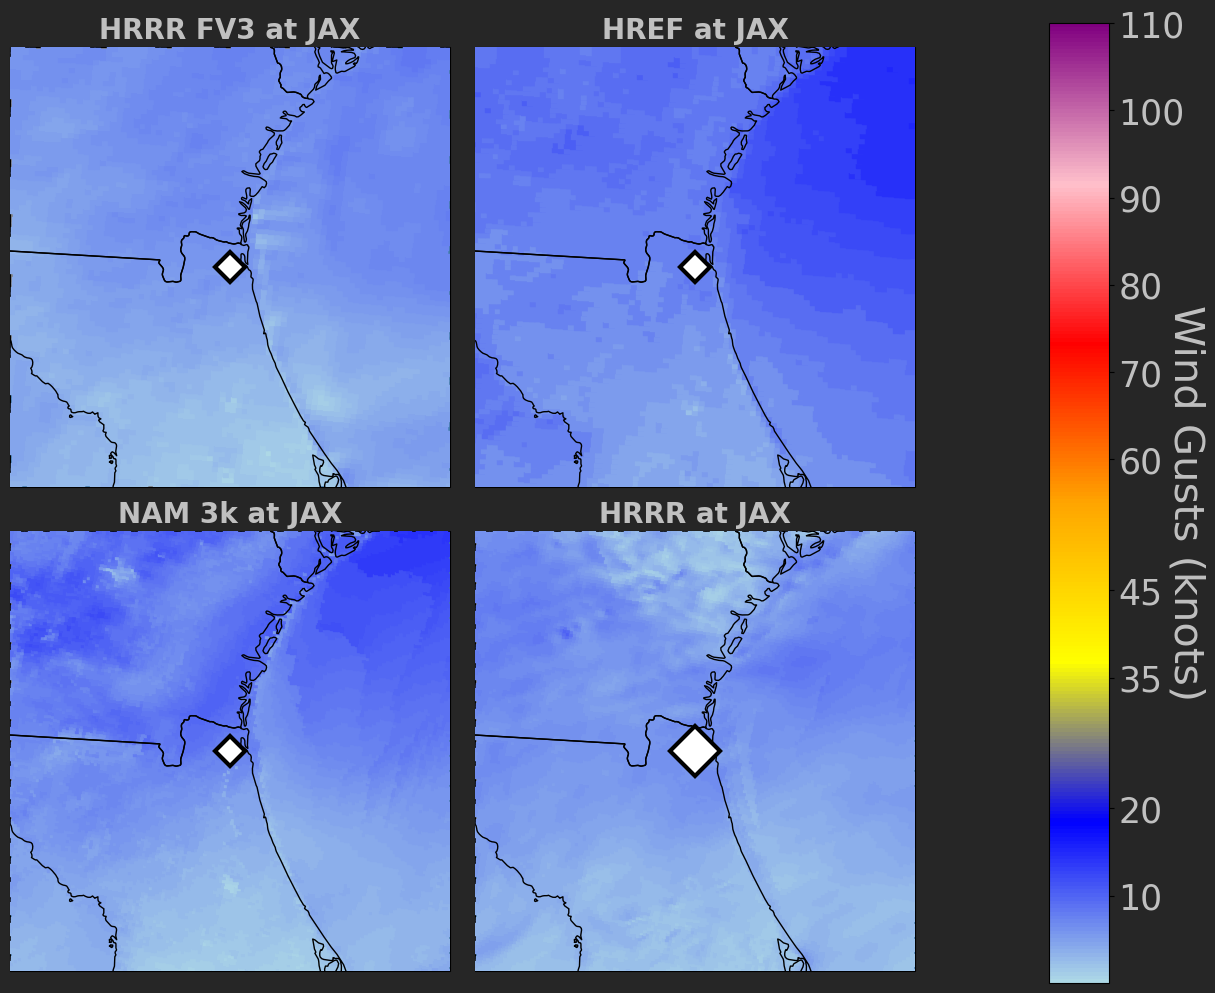 HRRR FV3 at JAX
HREF at JAX
NAM 3k at JAX
HRRR at JAX
110
100
90
80
70
60
45
35
20
10
Wind Gusts (knots)